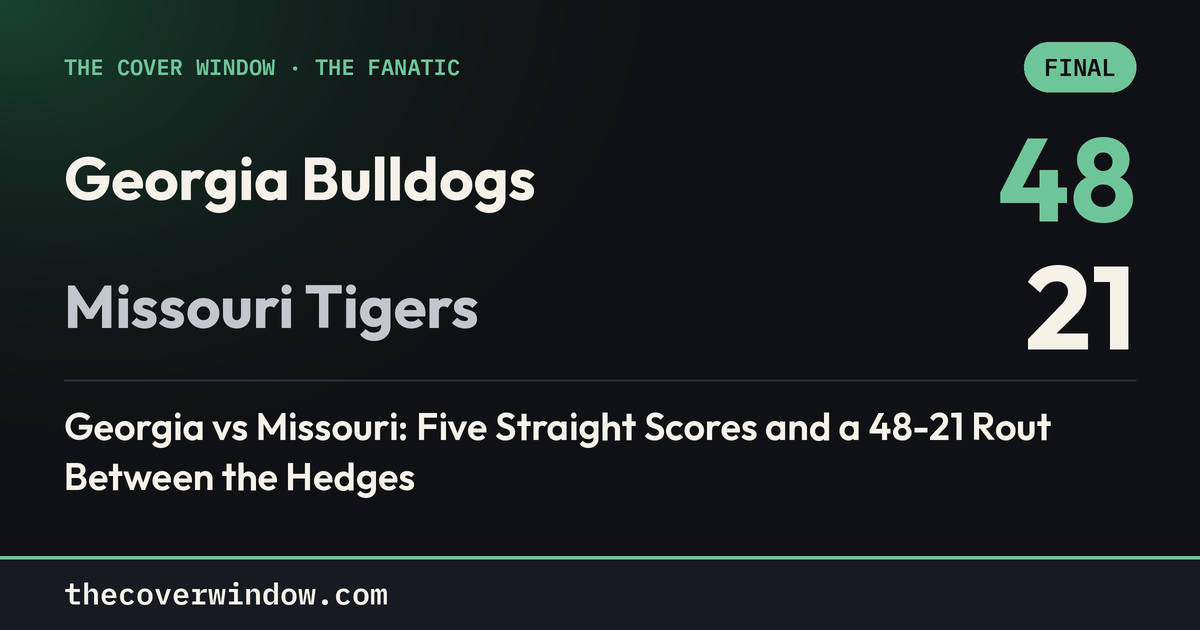 THE COVER WINDOW · THE FANATIC
FINAL
Georgia Bulldogs 48
Missouri Tigers 21
Georgia vs Missouri: Five Straight Scores and a 48-21 Rout
Between the Hedges
thecoverwindow.com